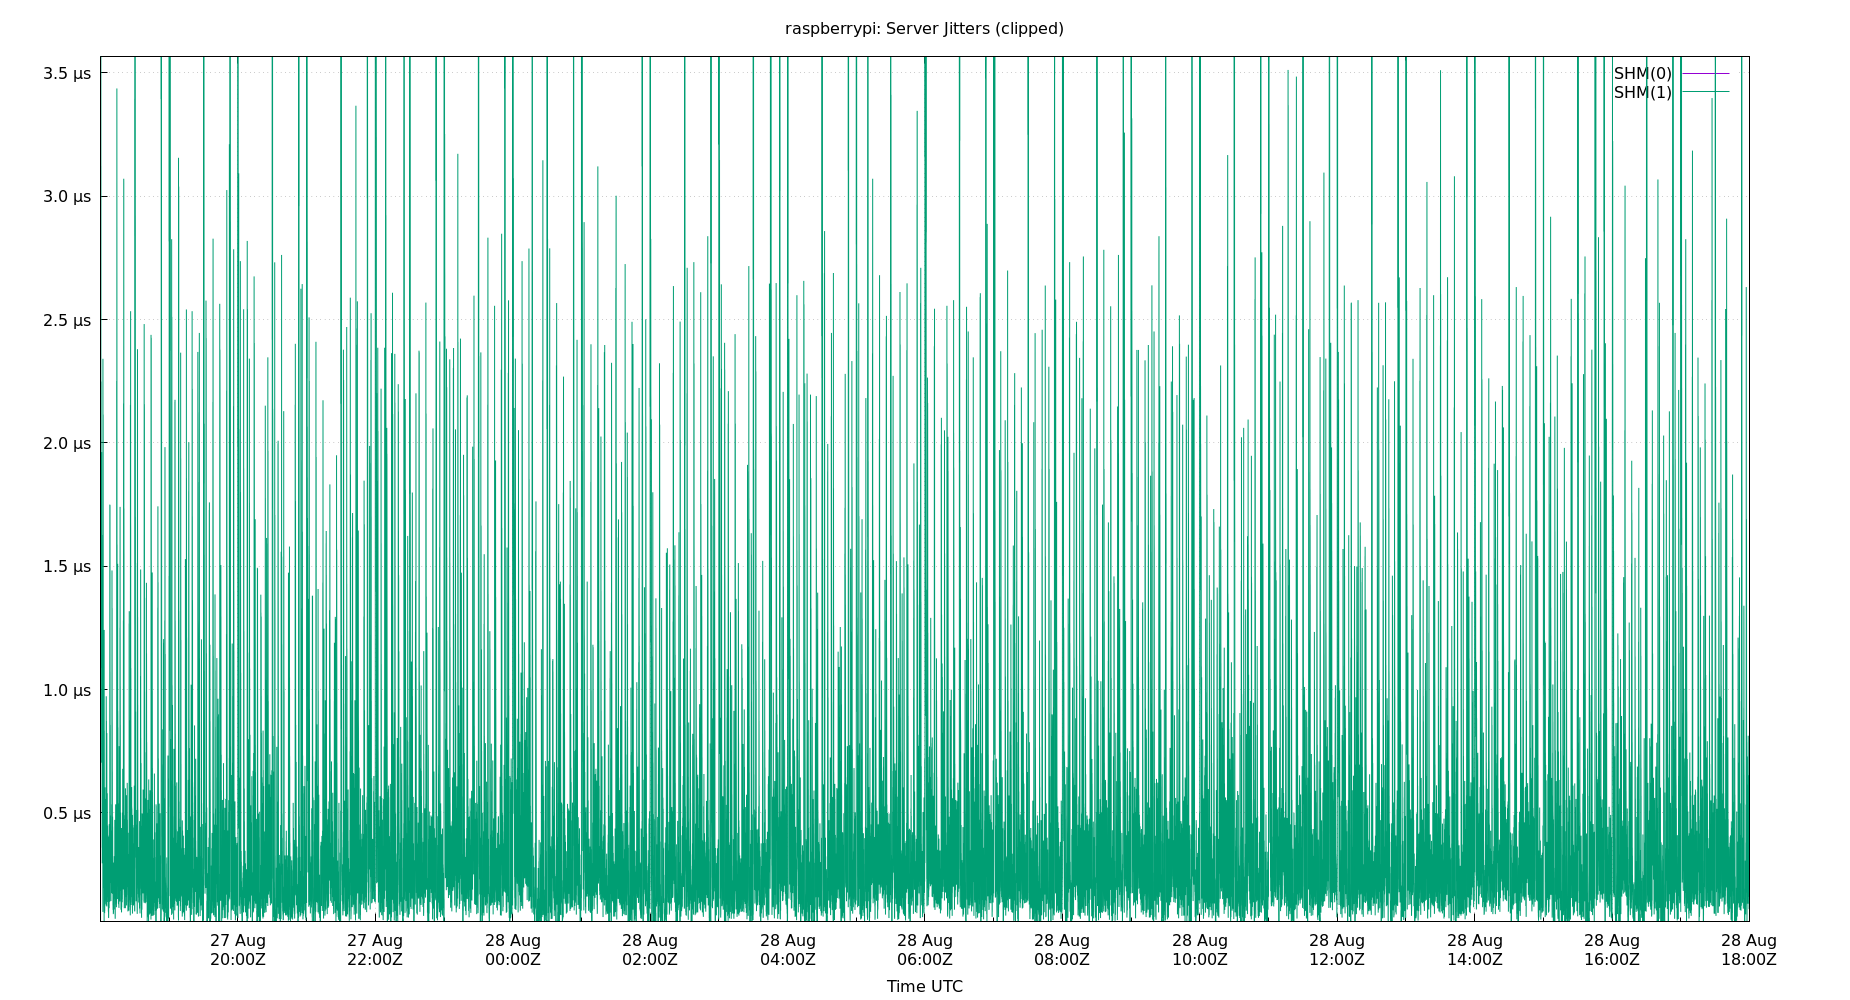 raspberrypi: Server Jitters (clipped)
3.5 μs
3.0 μs
2.5 μs
2.0 μs
1.5 μs
1.0 μs
0.5 μs
SHM(0)
SHM(1)
27 Aug 27 Aug 28 Aug 28 Aug 28 Aug 28 Aug 28 Aug 28 Aug 28 Aug 28 Aug 28 Aug 28 Aug
20:00Z 22:00Z 00:00Z 02:00Z 04:00Z 06:00Z 08:00Z 10:00Z 12:00Z 14:00Z 16:00Z 18:00Z
Time UTC